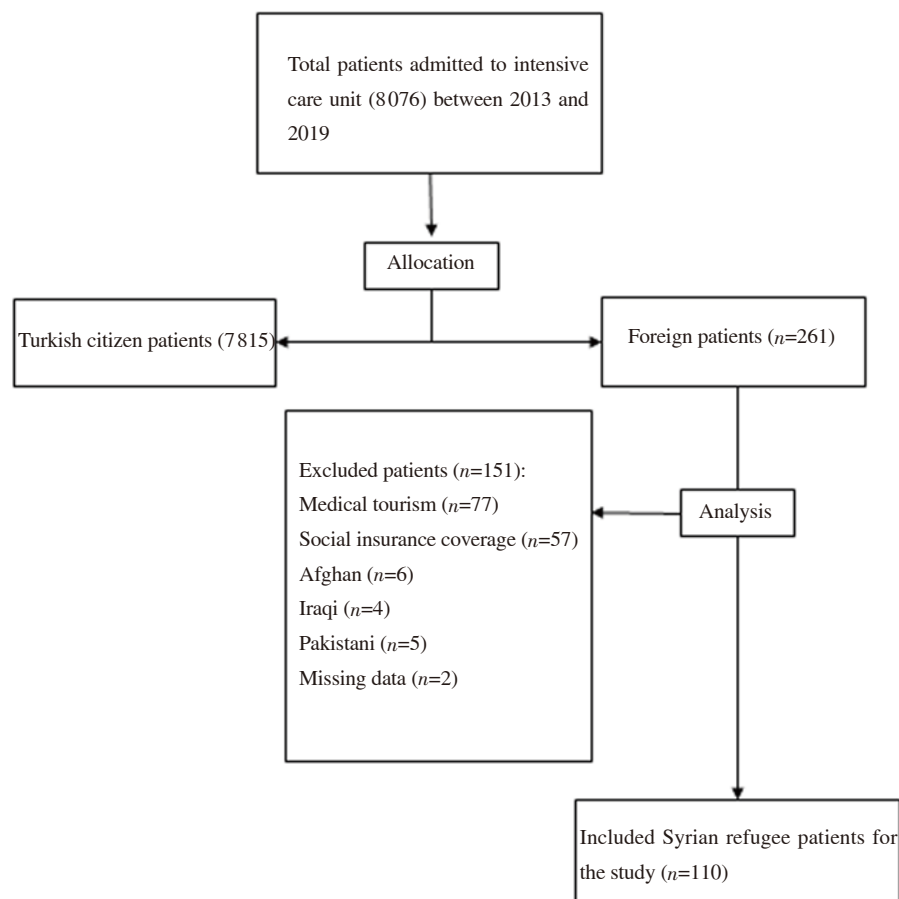 Total patients admitted to intensive
care unit (8076) between 2013 and
2019
Allocation
Turkish citizen patients (7815)
Foreign patients (n=261)
Excluded patients (n=151):
Medical tourism (n=77)
Social insurance coverage (n=57)
Afghan (n=6)
Iraqi (n=4)
Pakistani (n=5)
Missing data (n=2)
Analysis
Included Syrian refugee patients for
the study (n=110)